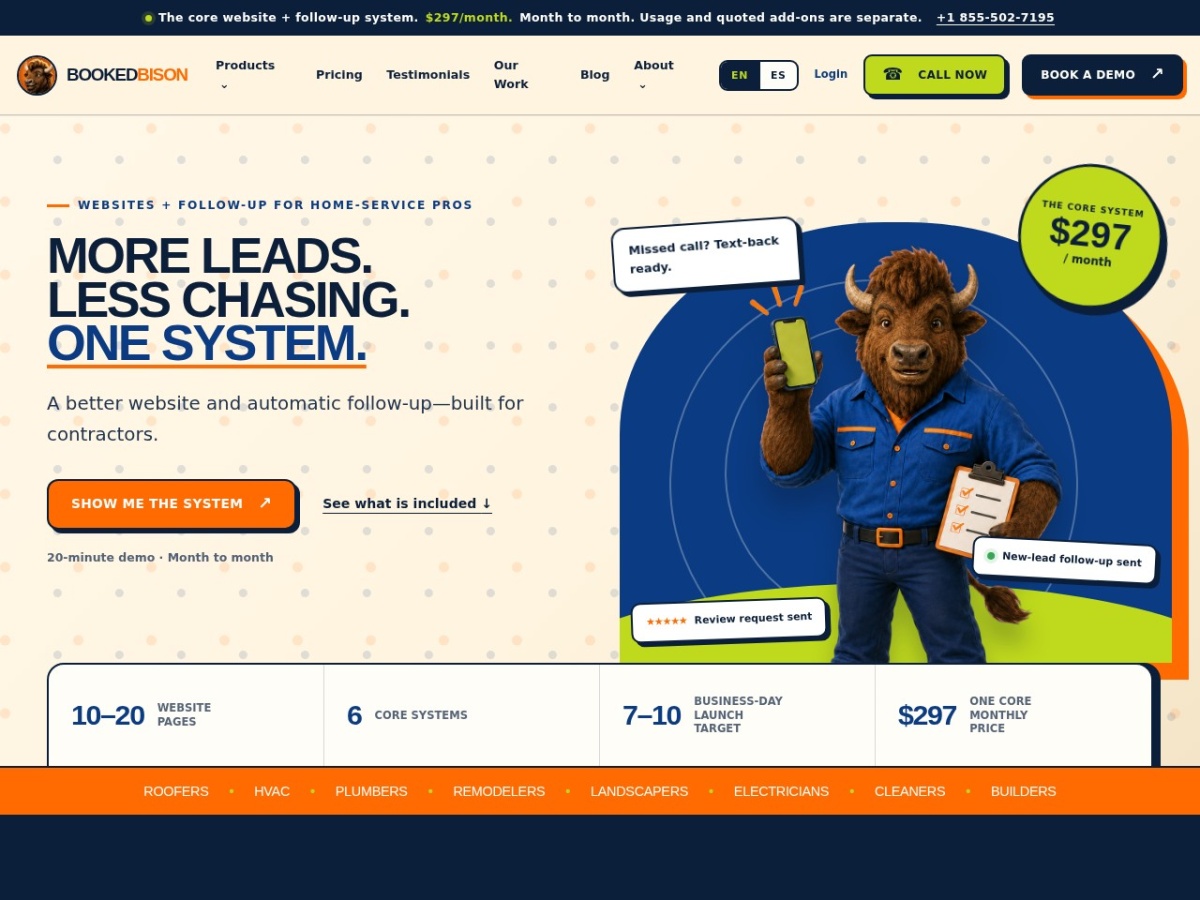 The core website + follow-up system. $297/month. Month to month. Usage and quoted add-ons are separate. +1 855-502-7195
BOOKEDBISON
Products
Pricing
Testimonials
Our
Work
Blog
About
EN
ES
Login
CALL NOW
BOOK A DEMO ↗
WEBSITES + FOLLOW-UP FOR HOME-SERVICE PROS
MORE LEADS.
LESS CHASING.
ONE SYSTEM.
A better website and automatic follow-up—built for
contractors.
SHOW ME THE SYSTEM ↗
See what is included ↓
20-minute demo · Month to month
Missed call? Text-back
ready.
THE CORE SYSTEM
$297
/ month
New-lead follow-up sent
★★★★★ Review request sent
10–20
WEBSITE
PAGES
6
CORE SYSTEMS
7–10
BUSINESS-DAY
LAUNCH
TARGET
$297
ONE CORE
MONTHLY
PRICE
ROOFERS • HVAC • PLUMBERS • REMODELERS • LANDSCAPERS • ELECTRICIANS • CLEANERS • BUILDERS